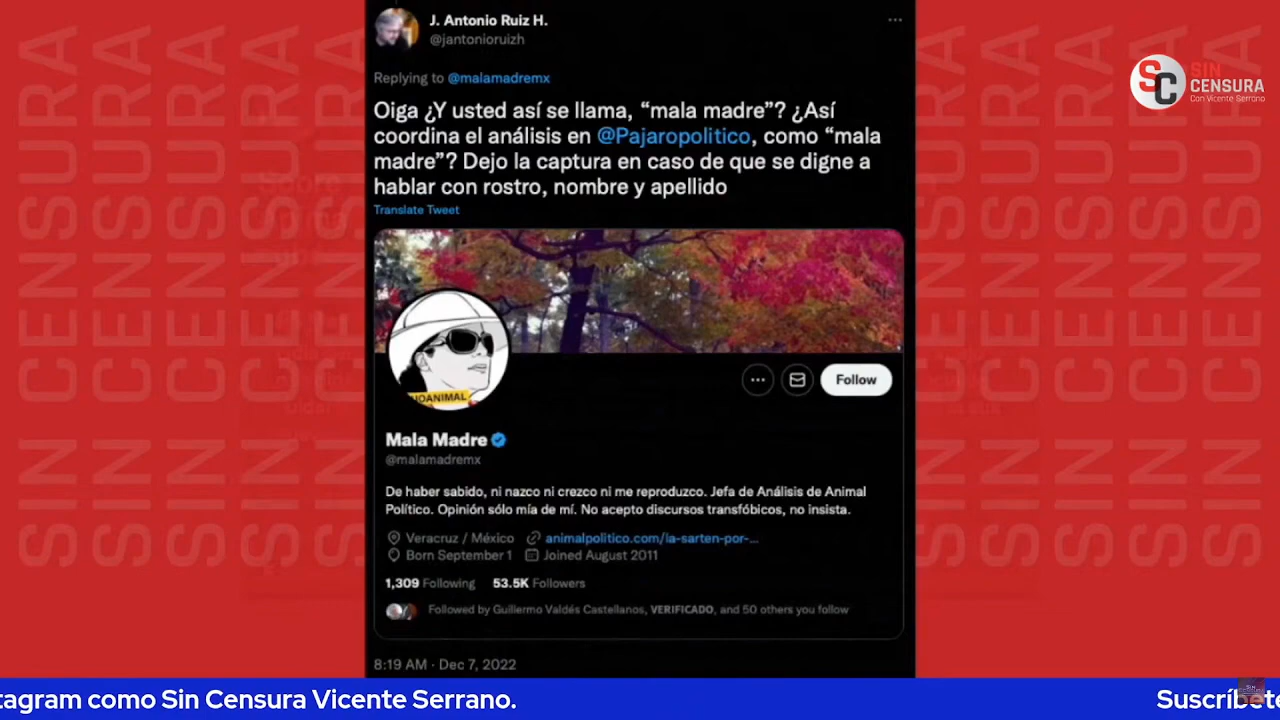 J. Antonio Ruiz H.
@jantonioruizh
Replying to @malamadremx
Oiga ¿Y usted así se llama, “mala madre”? ¿Así
coordina el análisis en @Pajaropolitico, como “mala
madre”? Dejo la captura en caso de que se digne a
hablar con rostro, nombre y apellido
Translate Tweet
UOANIMAL
Follow
Mala Madre
@malamadremx
De haber sabido, ni nazco ni crezco ni me reproduzco. Jefa de Análisis de Animal
Político. Opinión sólo mía de mí. No acepto discursos transfóbicos, no insista.
Veracruz / México animalpolitico.com/la-sarten-por-...
Born September 1 Joined August 2011
1,309 Following 53.5K Followers
Followed by Guillermo Valdés Castellanos, VERIFICADO, and 50 others you follow
8:19 AM · Dec 7, 2022
SC
SIN
CENSURA
Con Vicente Serrano
SIN CENSURA SIN CENSURA
tagram como Sin Censura Vicente Serrano.
Suscríbete